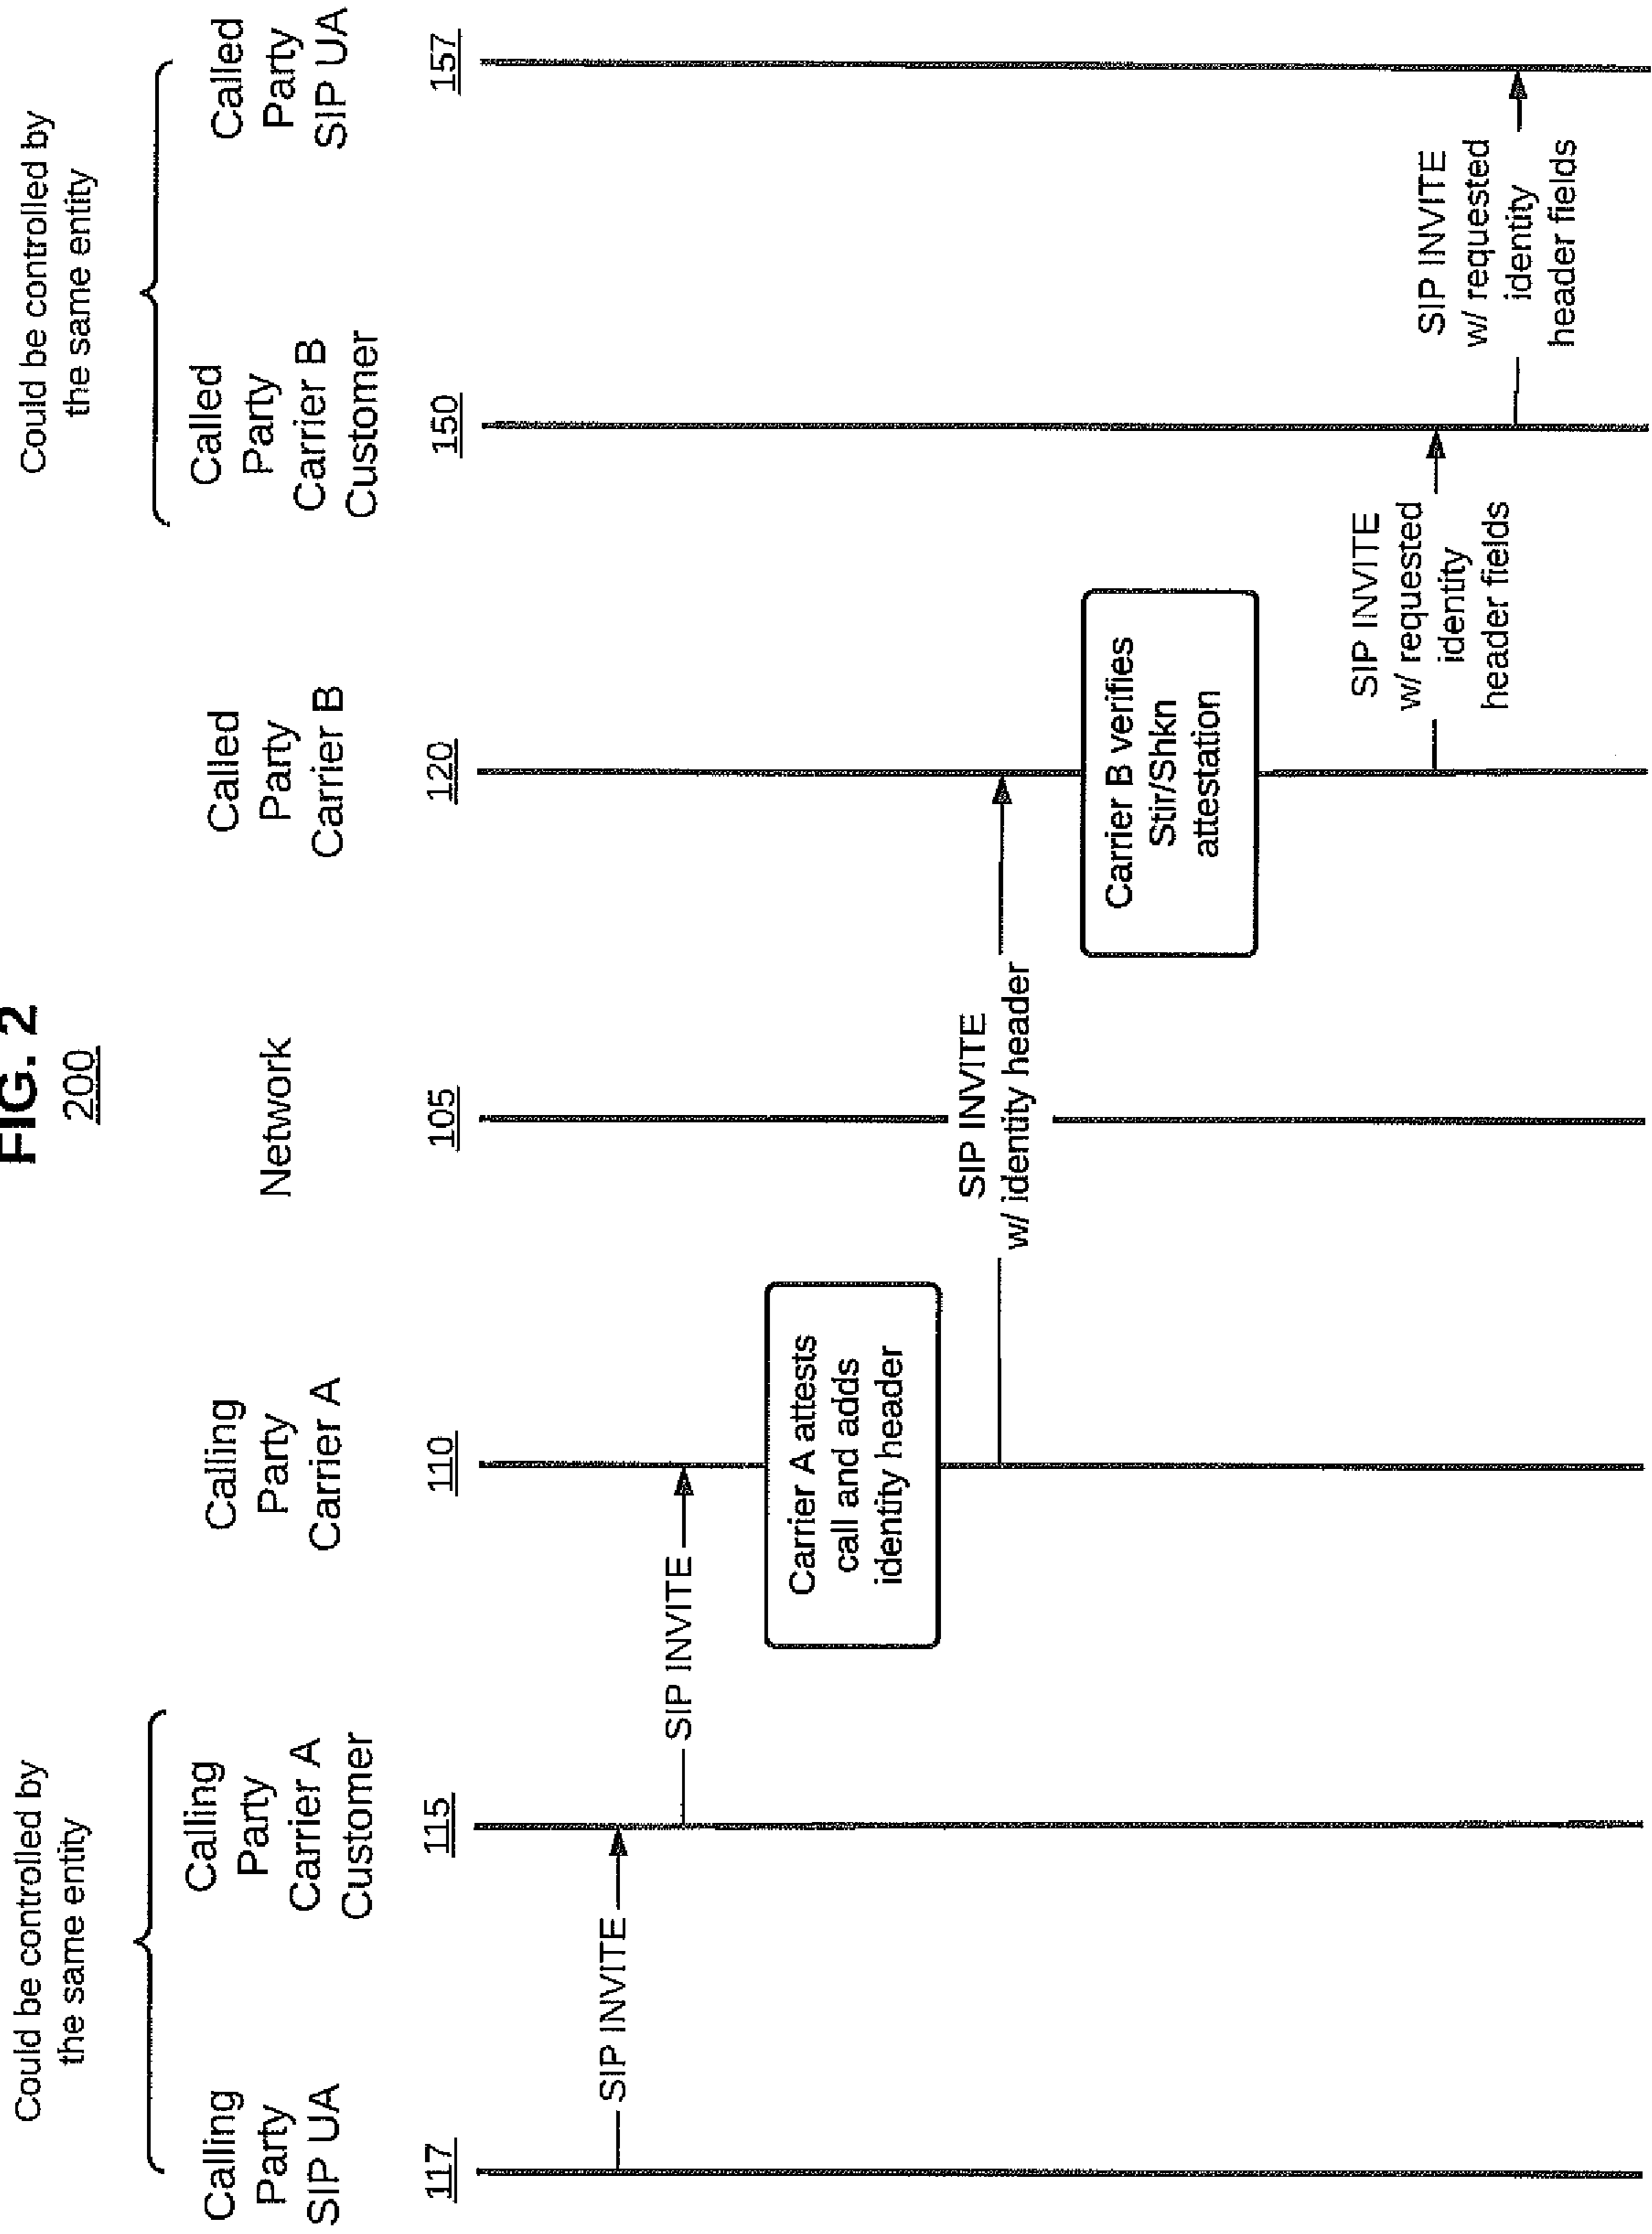 FIG. 2
200
Could be controlled by
the same entity
Could be controlled by
the same entity
Calling
Party
SIP UA
117
Calling
Party
Carrier A
Customer
115
Calling
Party
Carrier A
110
Network
105
Called
Party
Carrier B
120
Called
Party
Carrier B
Customer
150
Called
Party
SIP UA
157
SIP INVITE
SIP INVITE
Carrier A attests
call and adds
identity header
SIP INVITE
w/ identity header
Carrier B verifies
Stir/Shkn
attestation
SIP INVITE
w/ requested
identity
header fields
SIP INVITE
w/ requested
identity
header fields